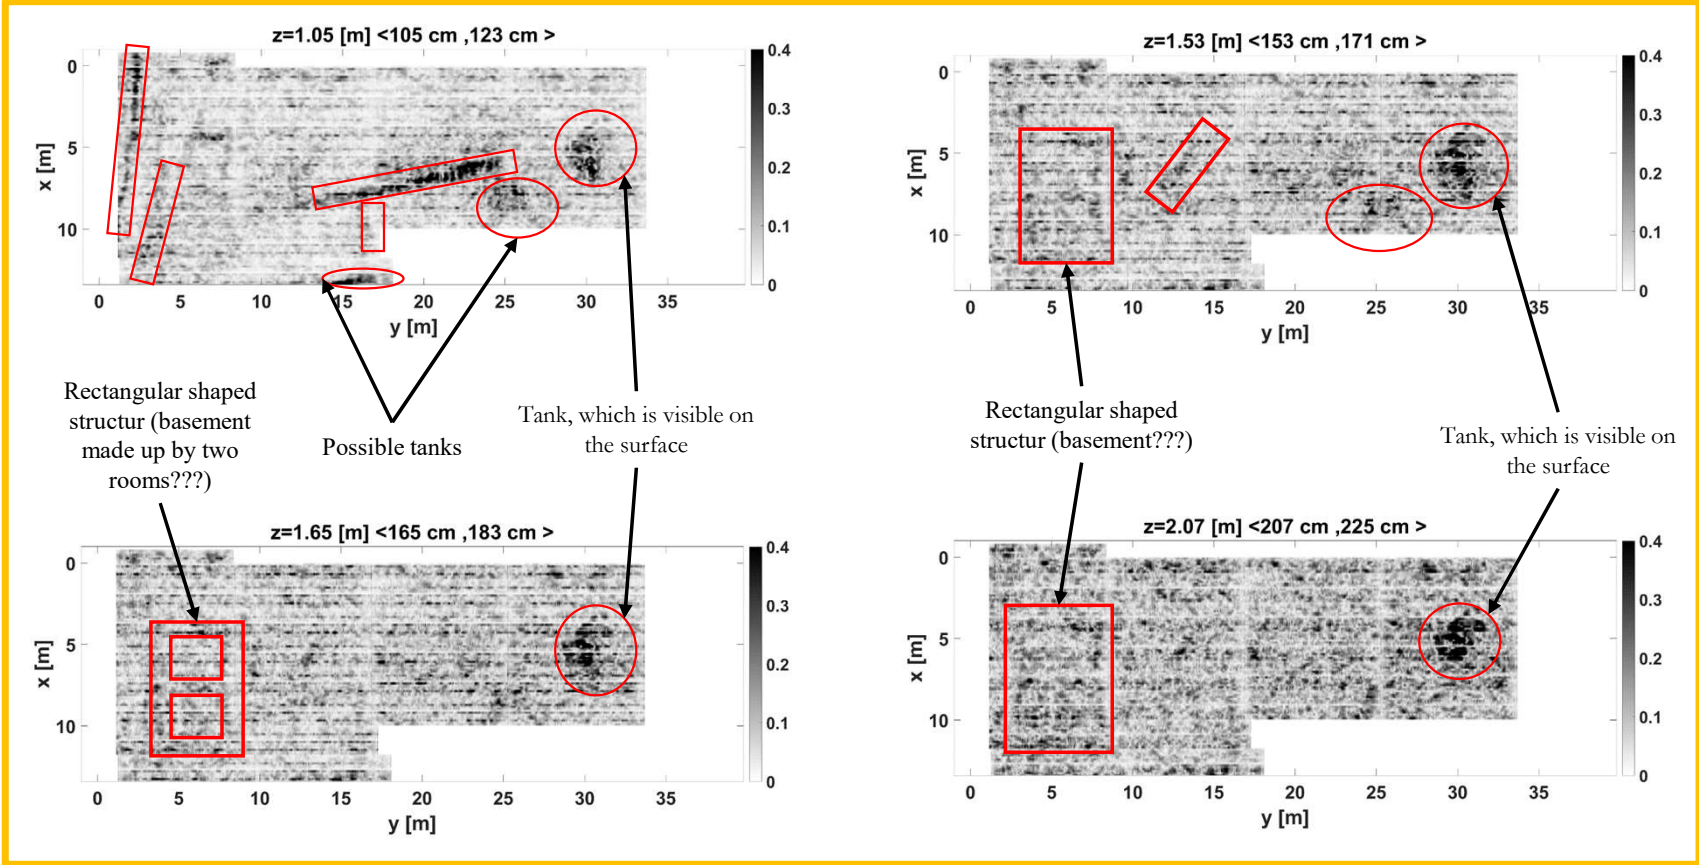 z=1.05 [m] <105 cm ,123 cm >
0
5
10
x [m]
0 5 10 15 20 25 30 35
y [m]
0.4
0.3
0.2
0.1
0
z=1.53 [m] <153 cm ,171 cm >
0
5
10
x [m]
0 5 10 15 20 25 30 35
y [m]
0.4
0.3
0.2
0.1
0
Rectangular shaped
structur (basement
made up by two
rooms???)
Possible tanks
Tank, which is visible on
the surface
Rectangular shaped
structur (basement???)
Tank, which is visible on
the surface
z=1.65 [m] <165 cm ,183 cm >
0
5
10
x [m]
0 5 10 15 20 25 30 35
y [m]
0.4
0.3
0.2
0.1
0
z=2.07 [m] <207 cm ,225 cm >
0
5
10
x [m]
0 5 10 15 20 25 30 35
y [m]
0.4
0.3
0.2
0.1
0